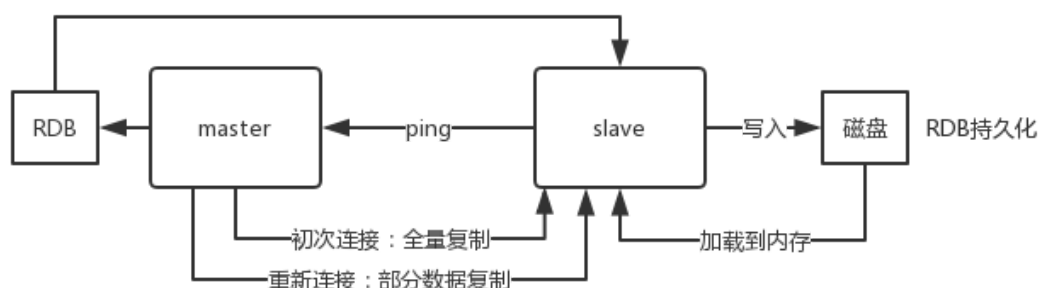 RDB
master
ping
slave
写入
磁盘
RDB持久化
初次连接：全量复制
加载到内存
重新连接：部分数据复制